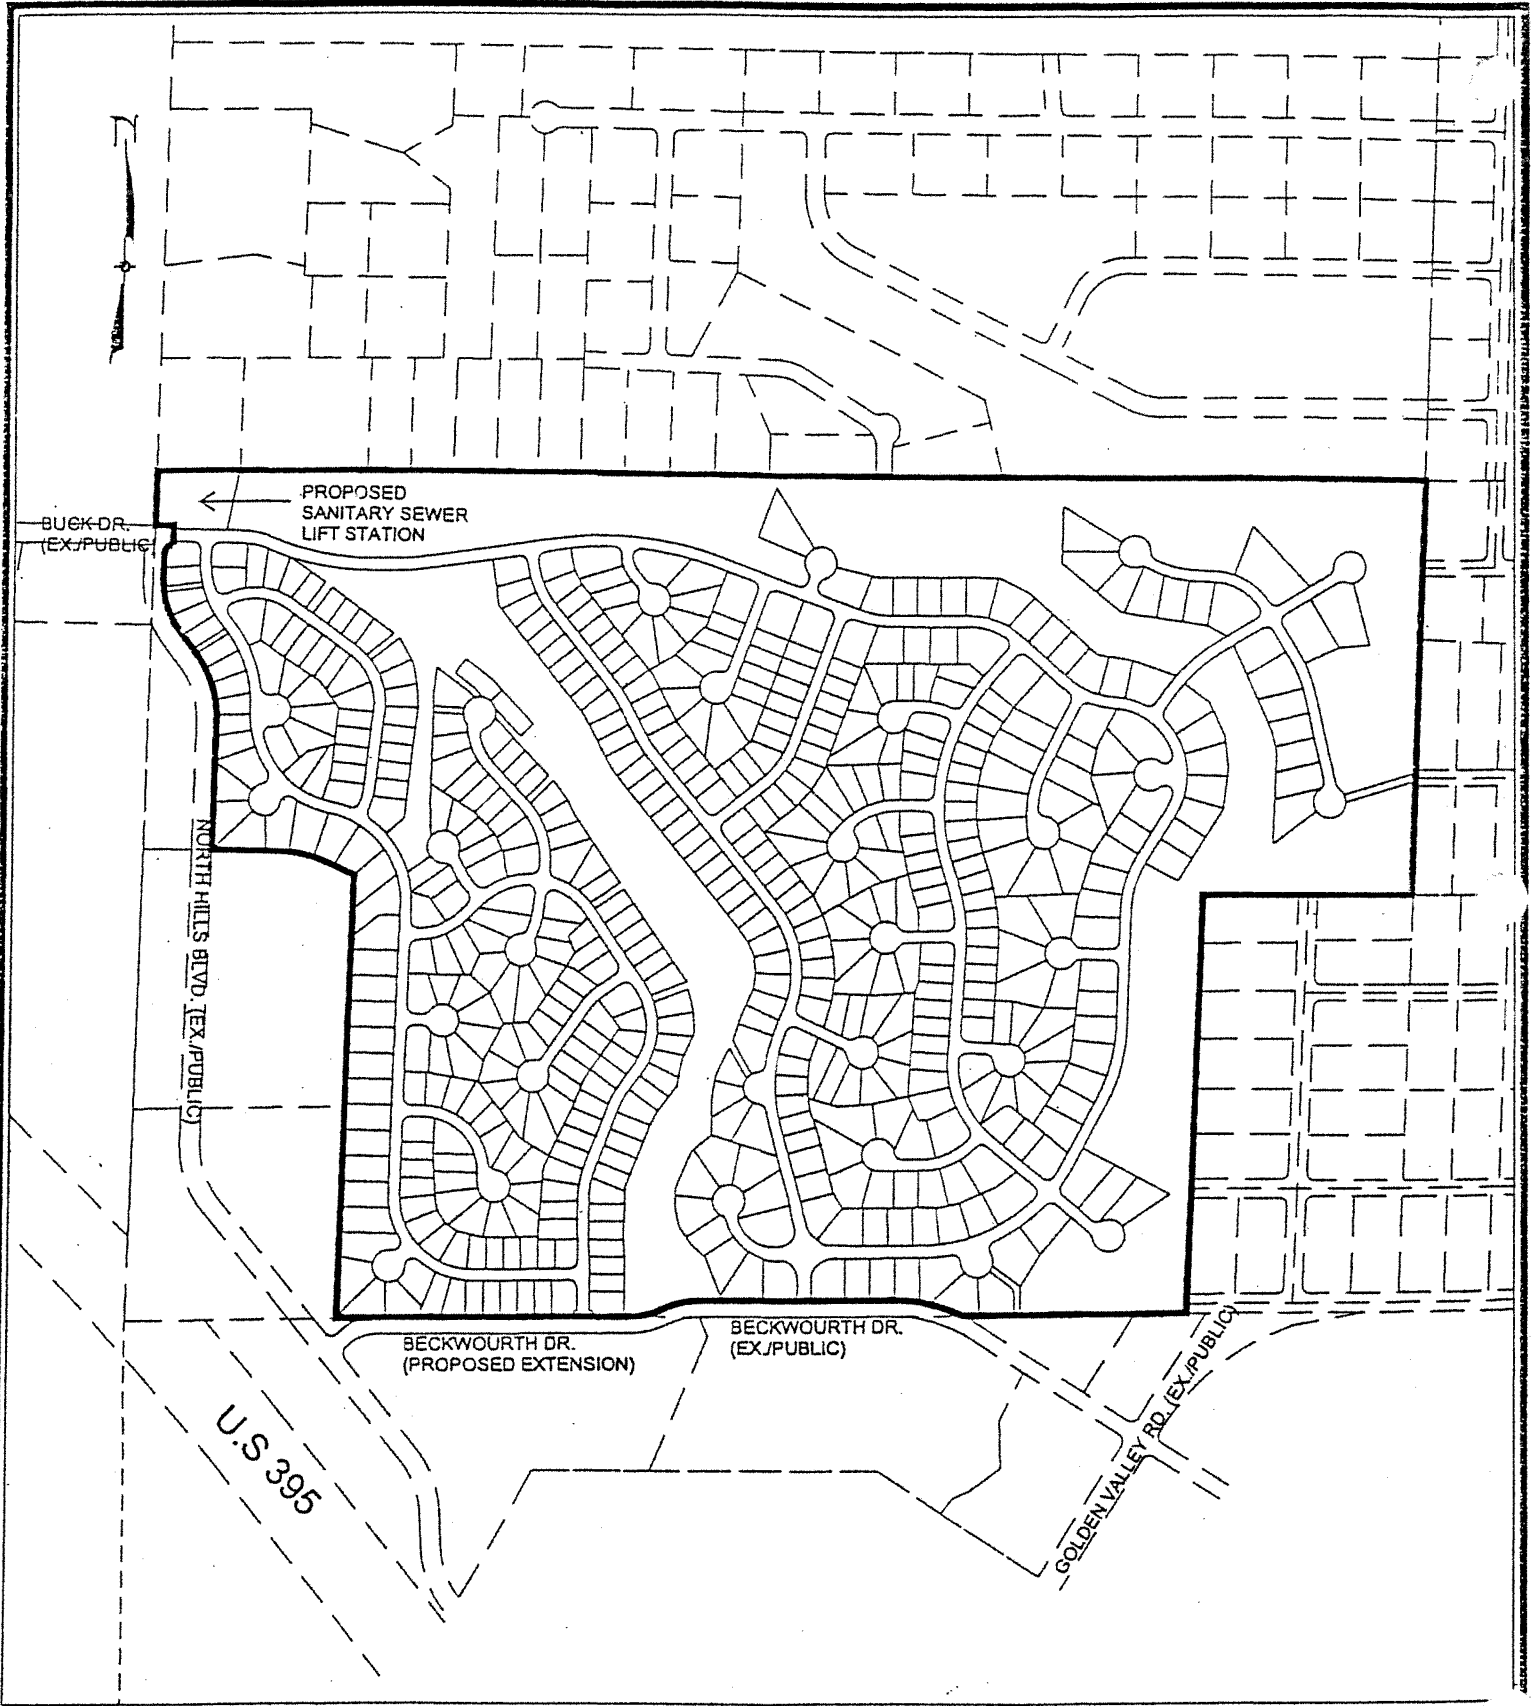 PROPOSED
SANITARY SEWER
LIFT STATION
BUCK DR.
(EX./PUBLIC)
NORTH HILLS BLVD. (EX./PUBLIC)
BECKWOURTH DR.
(PROPOSED EXTENSION)
BECKWOURTH DR.
(EX./PUBLIC)
GOLDEN VALLEY RD. (EX./PUBLIC)
U.S 395